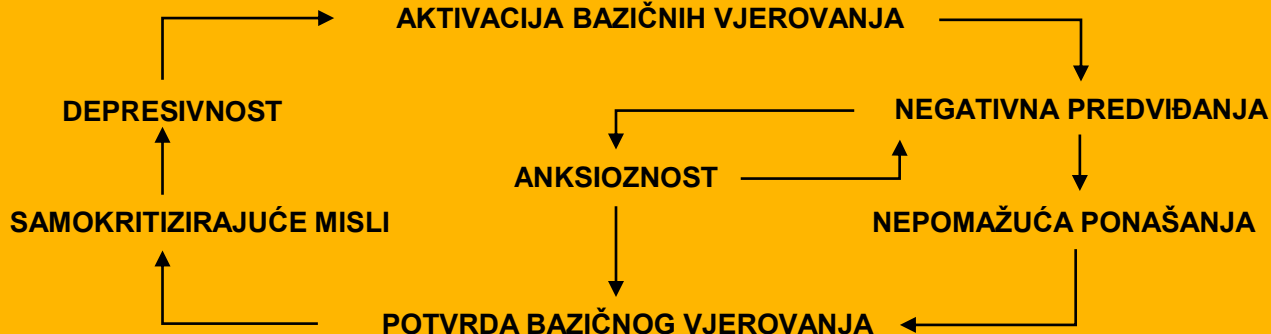 AKTIVACIJA BAZIČNIH VJEROVANJA
DEPRESIVNOST
NEGATIVNA PREDVIĐANJA
ANKSIOZNOST
SAMOKRITIZIRAJUĆE MISLI
NEPOMAŽUĆA PONAŠANJA
POTVRDA BAZIČNOG VJEROVANJA